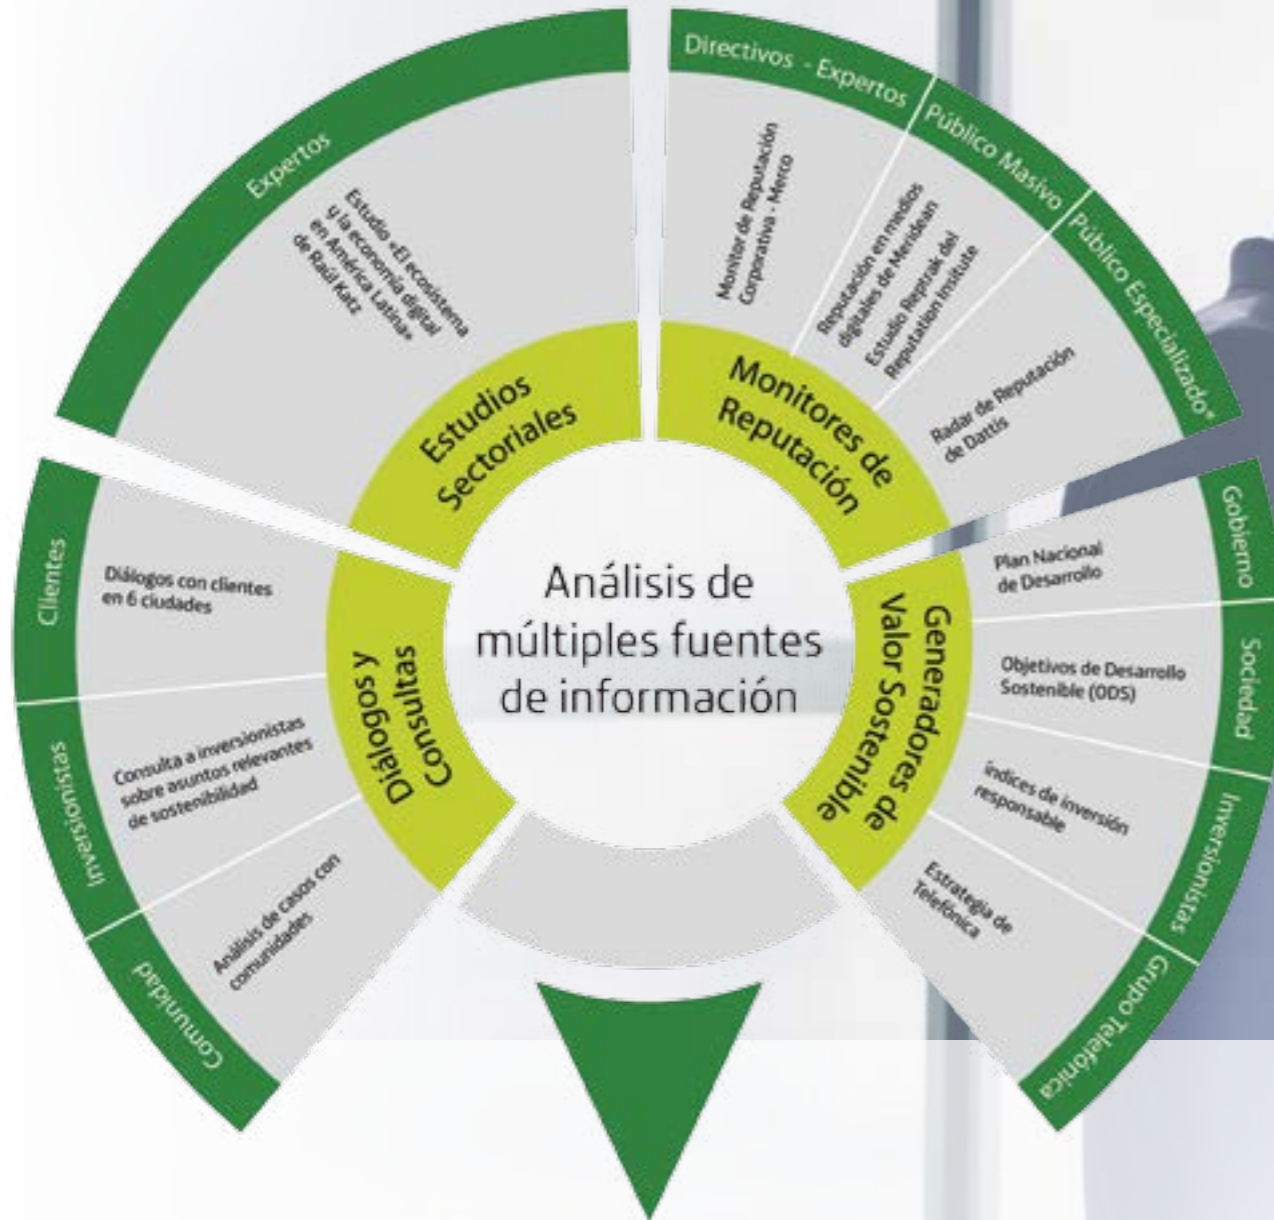 Expertos
Estudio «El ecosistema
y la economía digital
en América Latina»
de Raúl Katz
Estudios
Sectoriales
Directivos - Expertos
Monitor de Reputación
Corporativa - Merco
Público Masivo
Reputación en medios
digitales de Meridean
Estudio Reptrak del
Reputation Insitute
Público Especializado*
Radar de Reputación
de Dattis
Monitores de
Reputación
Gobierno
Plan Nacional
de Desarrollo
Sociedad
Objetivos de Desarrollo
Sostenible (ODS)
Inversionistas
índices de inversión
responsable
Grupo Telefónica
Estrategia de
Telefónica
Generadores de
Valor Sostenible
Clientes
Diálogos con clientes
en 6 ciudades
Inversionistas
Consulta a inversionistas
sobre asuntos relevantes
de sostenibilidad
Comunidad
Análisis de casos con
comunidades
Diálogos y
Consultas
Análisis de
múltiples fuentes
de información